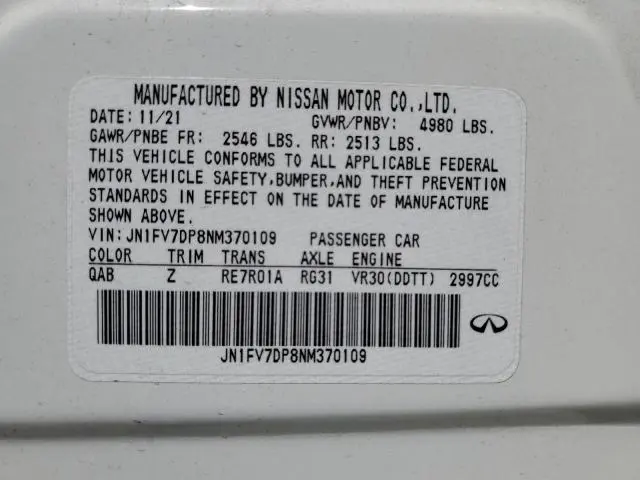 MANUFACTURED BY NISSAN MOTOR CO.,LTD.
DATE: 11/21 GVWR/PNBV: 4980 LBS.
GAWR/PNBE FR: 2546 LBS. RR: 2513 LBS.
THIS VEHICLE CONFORMS TO ALL APPLICABLE FEDERAL
MOTOR VEHICLE SAFETY,BUMPER,AND THEFT PREVENTION
STANDARDS IN EFFECT ON THE DATE OF MANUFACTURE
SHOWN ABOVE.
VIN:JN1FV7DP8NM370109 PASSENGER CAR
COLOR TRIM TRANS AXLE ENGINE
QAB Z RE7R01A RG31 VR30(DDTT) 2997CC
JN1FV7DP8NM370109